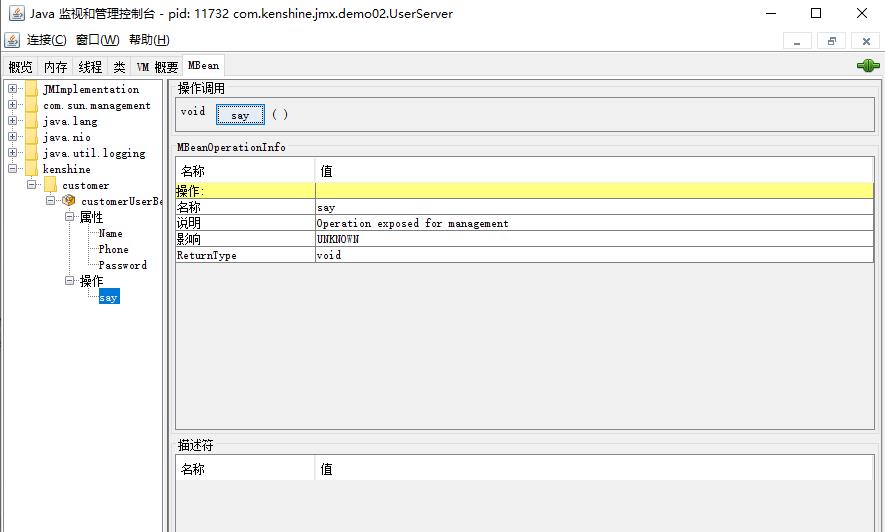 Java 监视和管理控制台 - pid: 11732 com.kenshine.jmx.demo02.UserServer
连接(C) 窗口(W) 帮助(H)
概览 内存 线程 类 VM 概要 MBean
JMImplementation
com.sun.management
java.lang
java.nio
java.util.logging
kenshine
customer
customerUserBe
属性
Name
Phone
Password
操作
say
操作调用
void say ( )
MBeanOperationInfo
名称 值
操作:
名称 say
说明 Operation exposed for management
影响 UNKNOWN
ReturnType void
描述符
名称 值